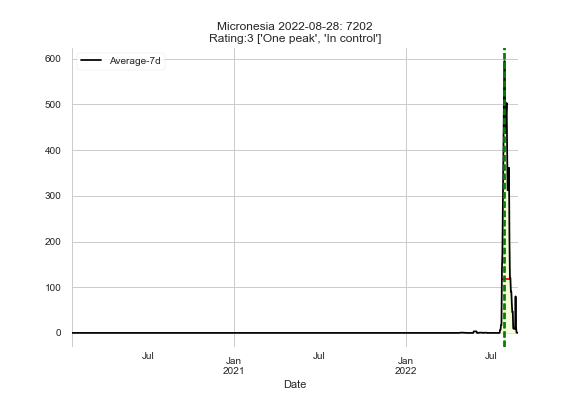 Micronesia 2022-08-28: 7202
Rating:3 ['One peak', 'In control']
600
Average-7d
500
400
300
200
100
0
Jul
Jan
Jul
Jan
Jul
2021
2022
Date